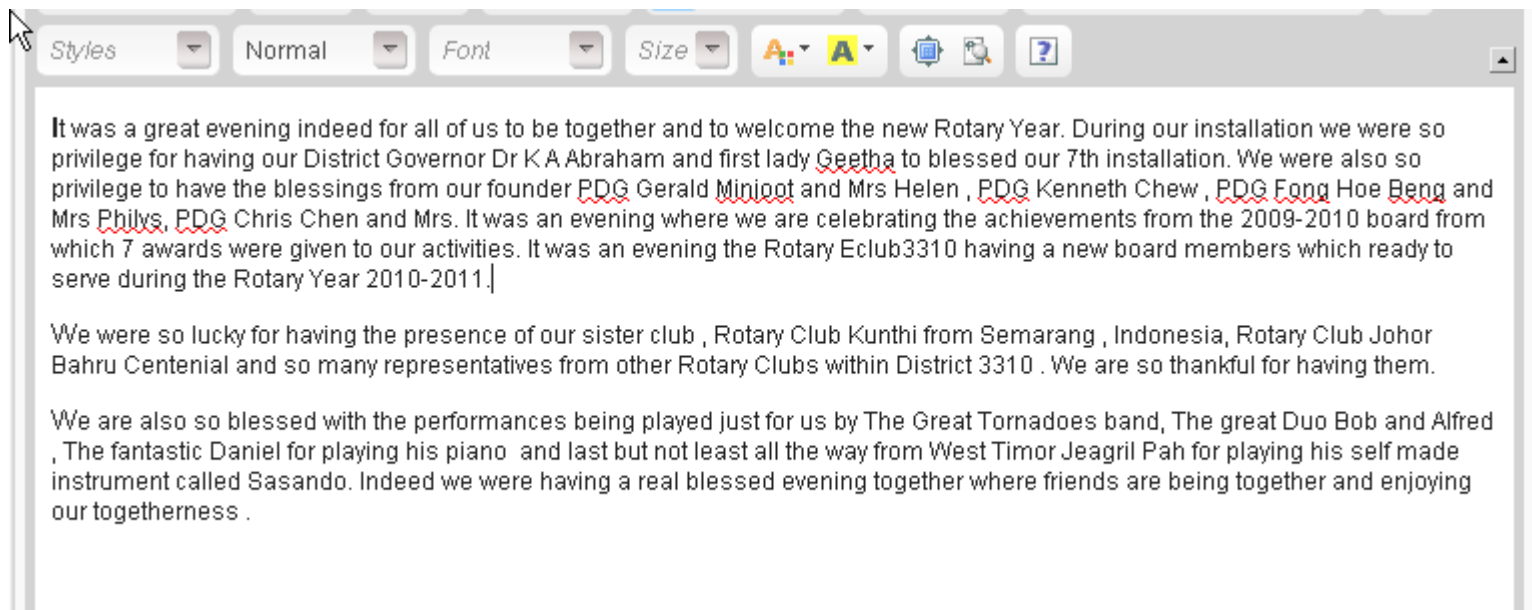 Styles Normal Font Size
It was a great evening indeed for all of us to be together and to welcome the new Rotary Year. During our installation we were so
privilege for having our District Governor Dr K A Abraham and first lady Geetha to blessed our 7th installation. We were also so
privilege to have the blessings from our founder PDG Gerald Minjoot and Mrs Helen , PDG Kenneth Chew , PDG Fong Hoe Beng and
Mrs Philys, PDG Chris Chen and Mrs. It was an evening where we are celebrating the achievements from the 2009-2010 board from
which 7 awards were given to our activities. It was an evening the Rotary Eclub3310 having a new board members which ready to
serve during the Rotary Year 2010-2011.
We were so lucky for having the presence of our sister club , Rotary Club Kunthi from Semarang , Indonesia, Rotary Club Johor
Bahru Centenial and so many representatives from other Rotary Clubs within District 3310 . We are so thankful for having them.
We are also so blessed with the performances being played just for us by The Great Tornadoes band, The great Duo Bob and Alfred
, The fantastic Daniel for playing his piano  and last but not least all the way from West Timor Jeagril Pah for playing his self made
instrument called Sasando. Indeed we were having a real blessed evening together where friends are being together and enjoying
our togetherness .